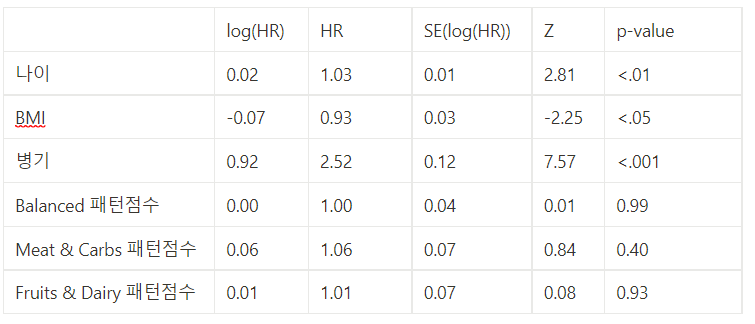 log(HR) HR SE(log(HR)) Z p-value
나이 0.02 1.03 0.01 2.81 <.01
BMI -0.07 0.93 0.03 -2.25 <.05
병기 0.92 2.52 0.12 7.57 <.001
Balanced 패턴점수 0.00 1.00 0.04 0.01 0.99
Meat & Carbs 패턴점수 0.06 1.06 0.07 0.84 0.40
Fruits & Dairy 패턴점수 0.01 1.01 0.07 0.08 0.93